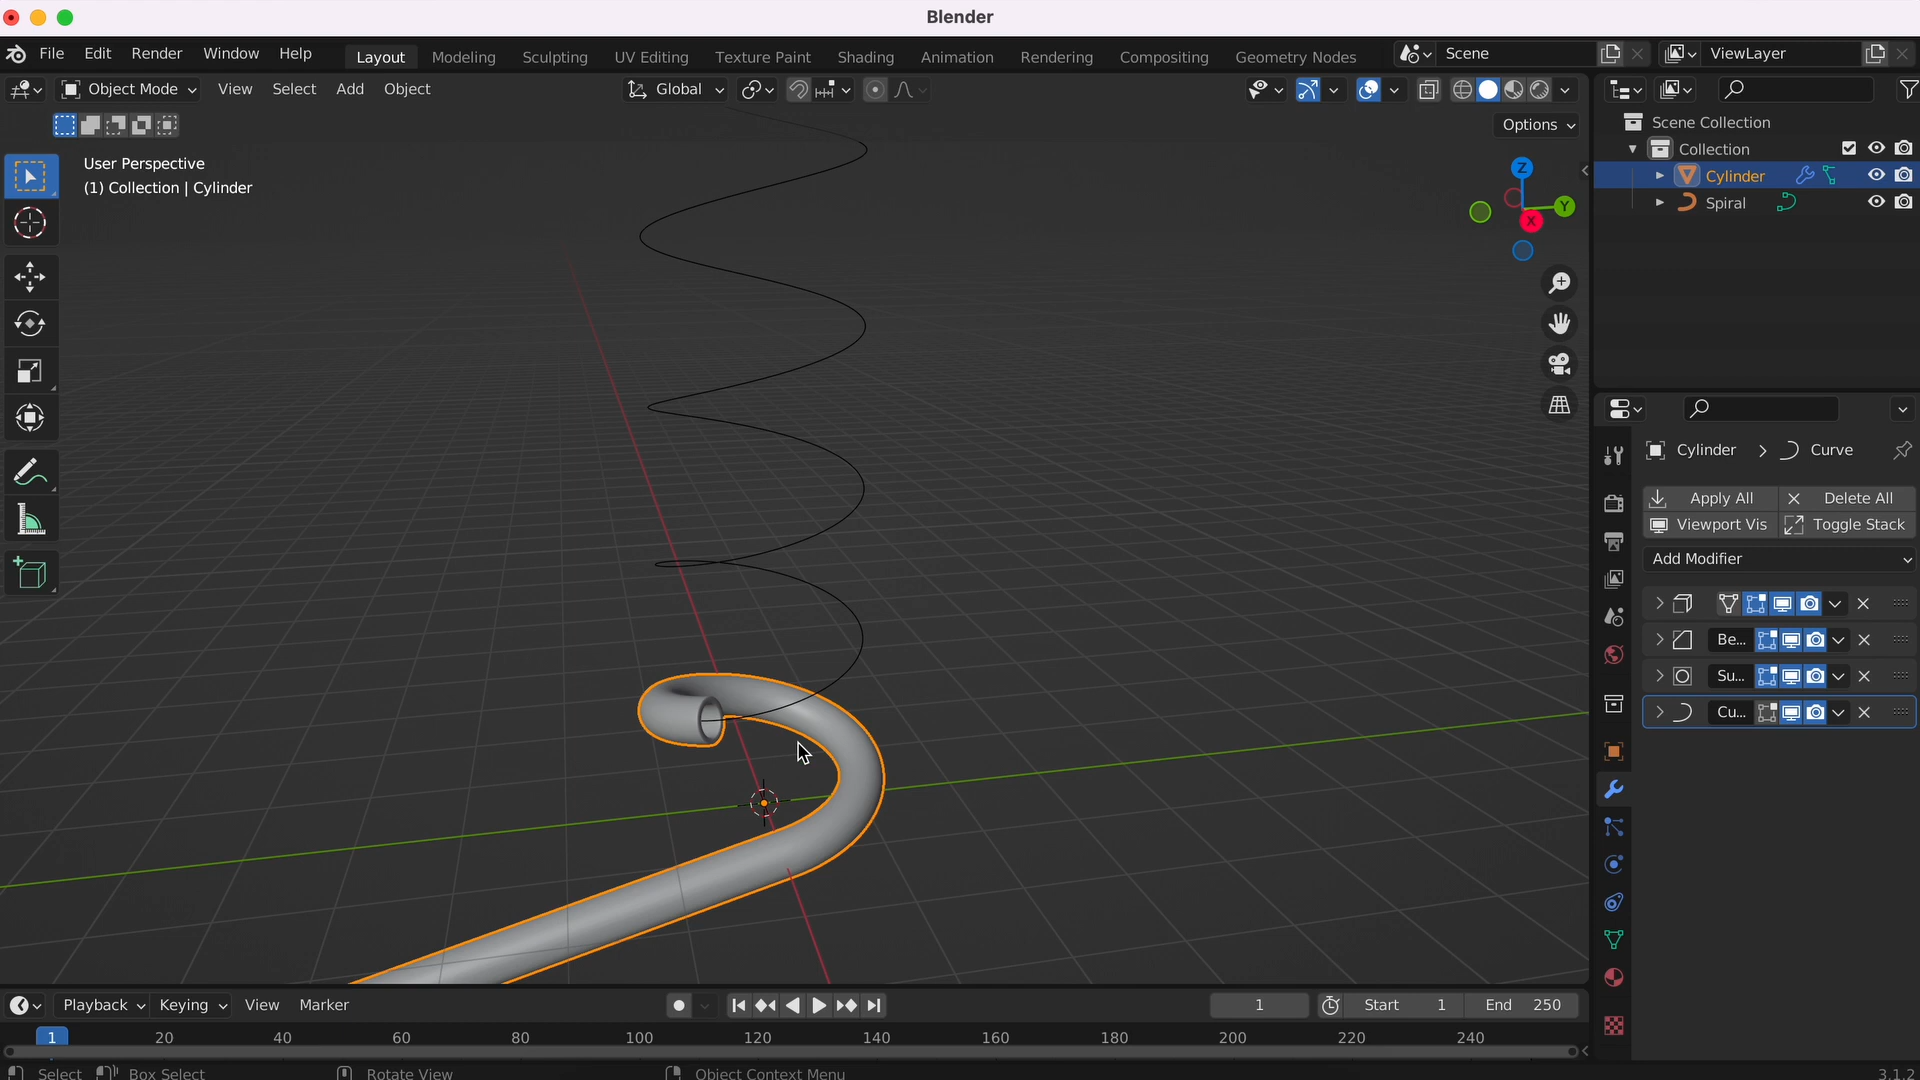 Blender
File Edit Render Window Help Layout Modeling Sculpting UV Editing Texture Paint Shading Animation Rendering Compositing Geometry Nodes Scene ViewLayer
Object Mode View Select Add Object Global
Options
User Perspective
(1) Collection | Cylinder
Z
Y
X
Scene Collection
Collection
Cylinder
Spiral
Cylinder > Curve
Apply All Delete All
Viewport Vis Toggle Stack
Add Modifier
Be...
Su...
Cu...
Playback Keying View Marker 1 Start 1 End 250
1 20 40 60 80 100 120 140 160 180 200 220 240
Select Box Select Rotate View Object Context Menu 3.1.2